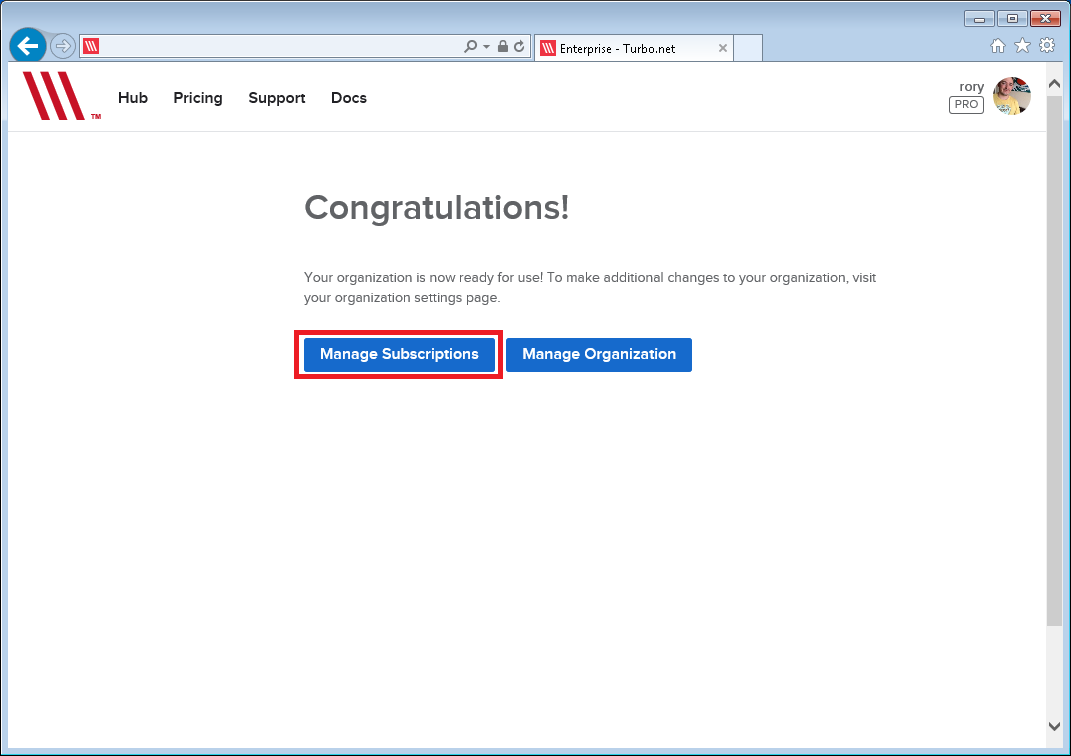 Enterprise - Turbo.net
TM
Hub Pricing Support Docs
rory
PRO
Congratulations!
Your organization is now ready for use! To make additional changes to your organization, visit
your organization settings page.
Manage Subscriptions Manage Organization